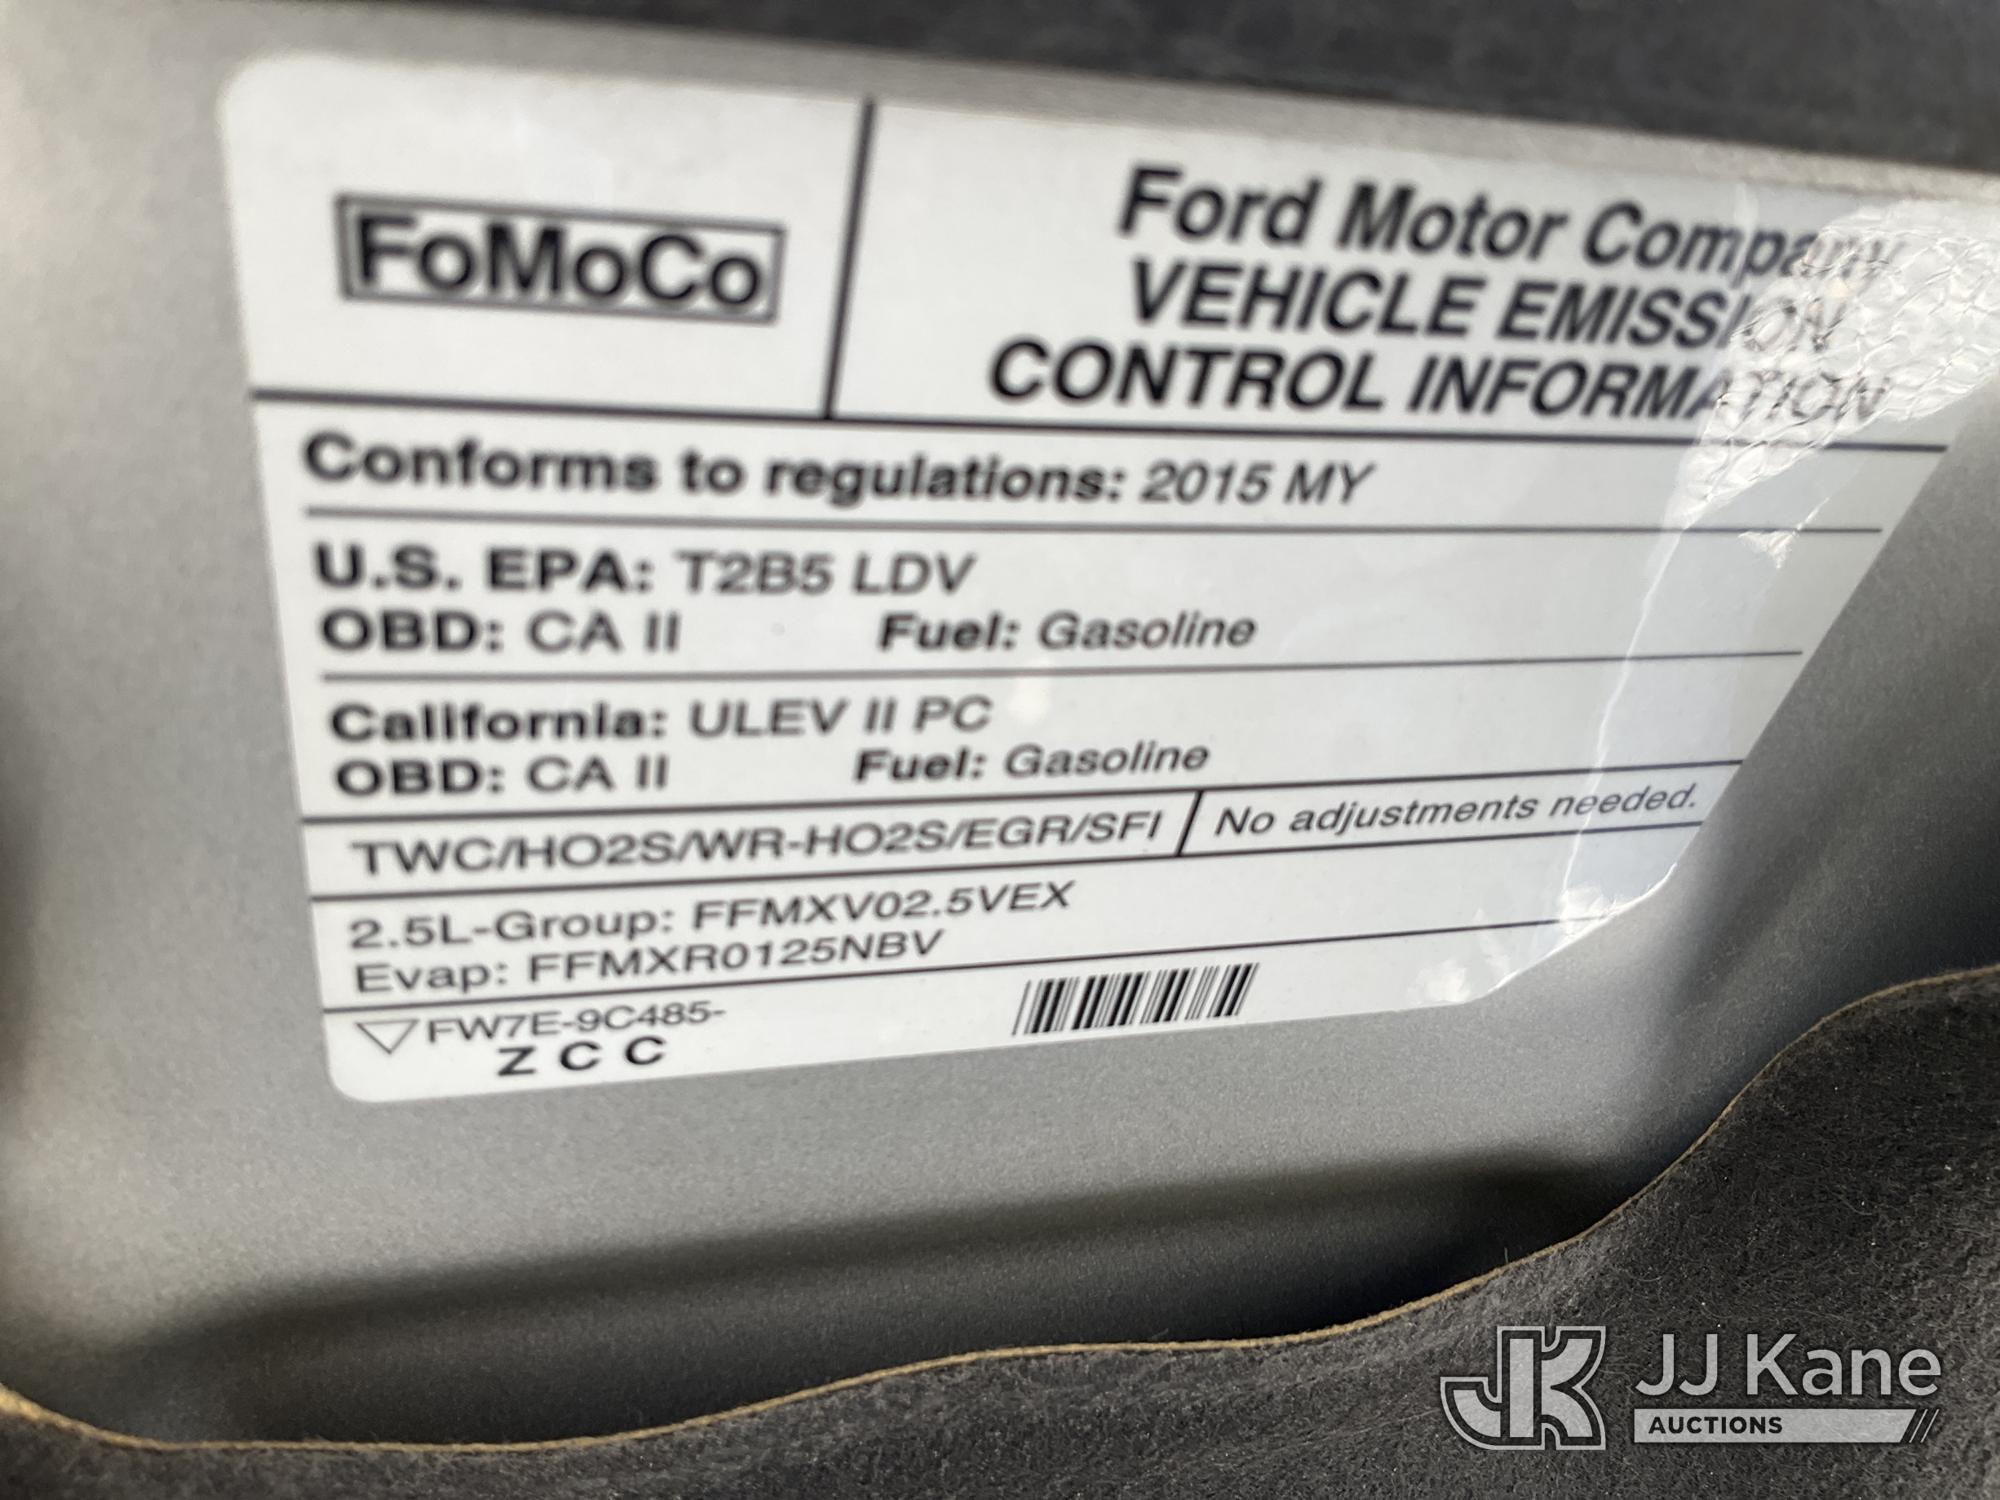 FoMoCo
Ford Motor Company
VEHICLE EMISSION
CONTROL INFORMATION
Conforms to regulations: 2015 MY
U.S. EPA: T2B5 LDV
OBD: CA II Fuel: Gasoline
California: ULEV II PC
OBD: CA II Fuel: Gasoline
TWC/HO2S/WR-HO2S/EGR/SFI No adjustments needed.
2.5L-Group: FFMXV02.5VEX
Evap: FFMXR0125NBV
FW7E-9C485-
Z C C
JK JJ Kane
AUCTIONS